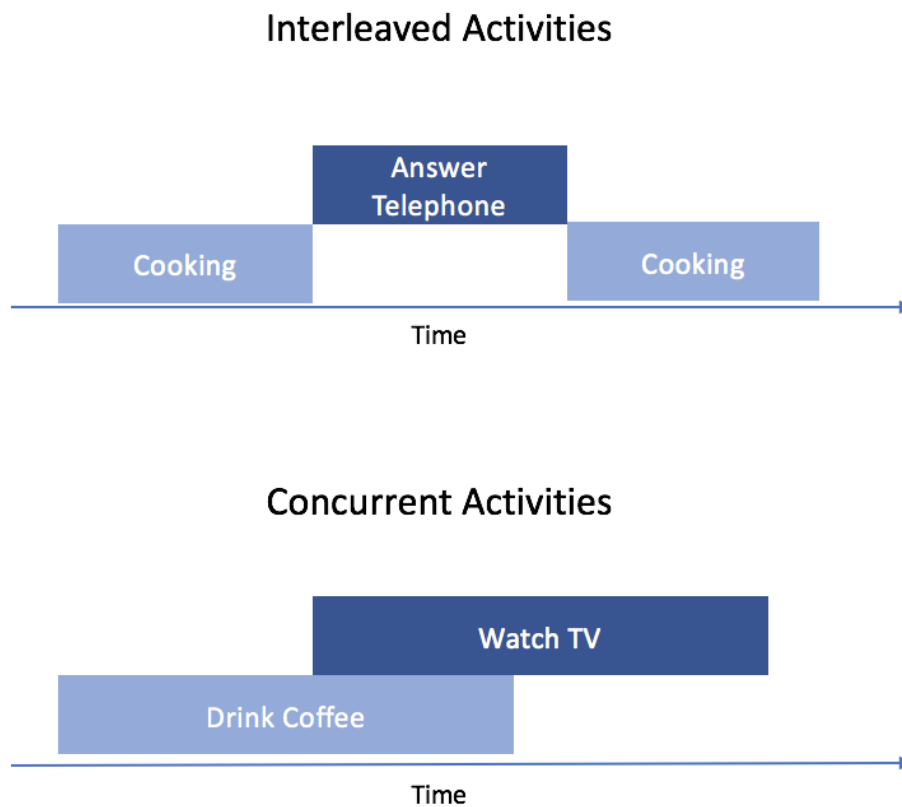 Interleaved Activities
Answer
Telephone
Cooking
Cooking
Time
Concurrent Activities
Watch TV
Drink Coffee
Time